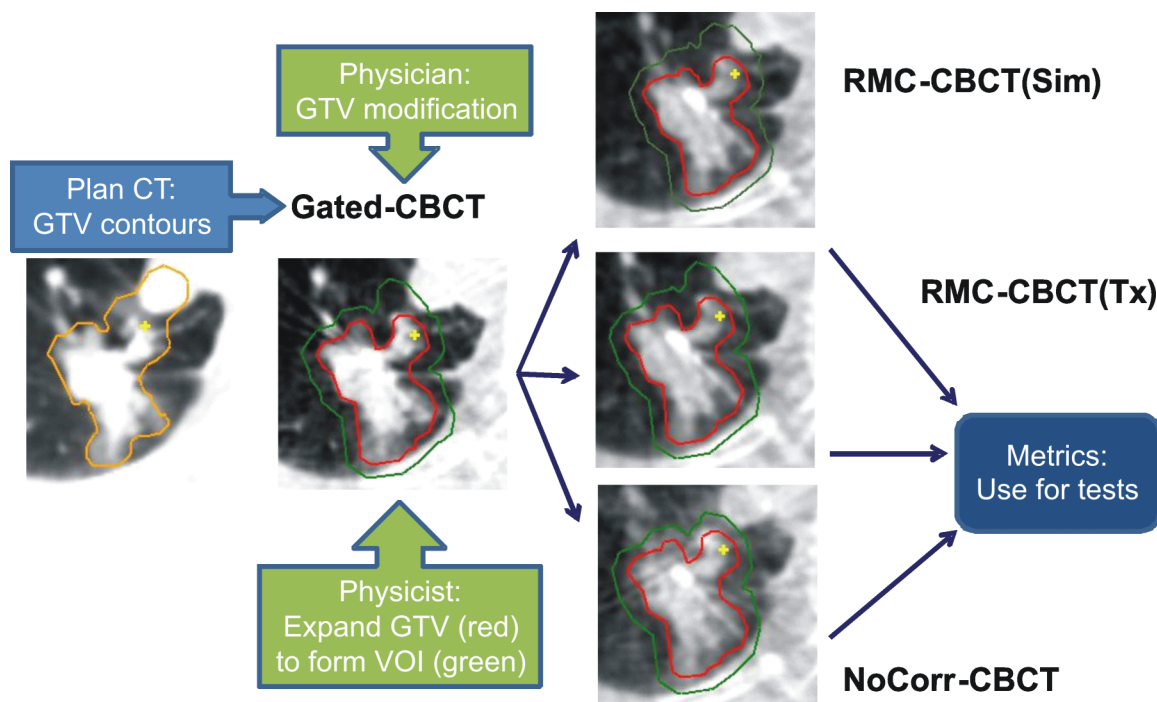 Physician:
GTV modification
RMC-CBCT(Sim)
Plan CT:
GTV contours
Gated-CBCT
RMC-CBCT(Tx)
Metrics:
Use for tests
Physicist:
Expand GTV (red)
to form VOI (green)
NoCorr-CBCT